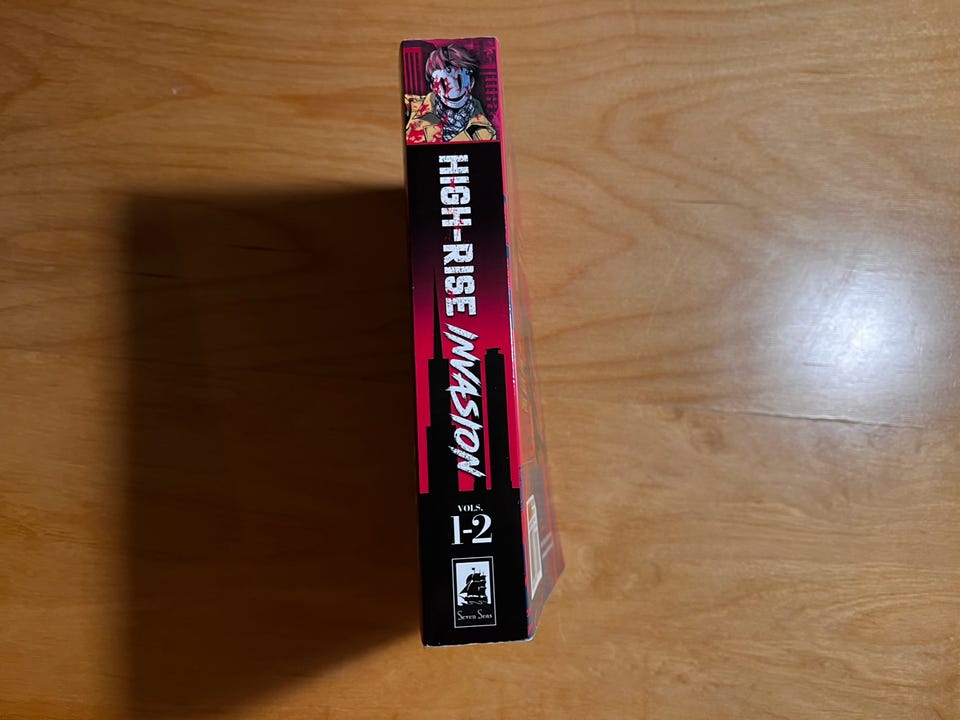 HIGH-RISE INVASION
VOLS.
1-2
Seven Seas